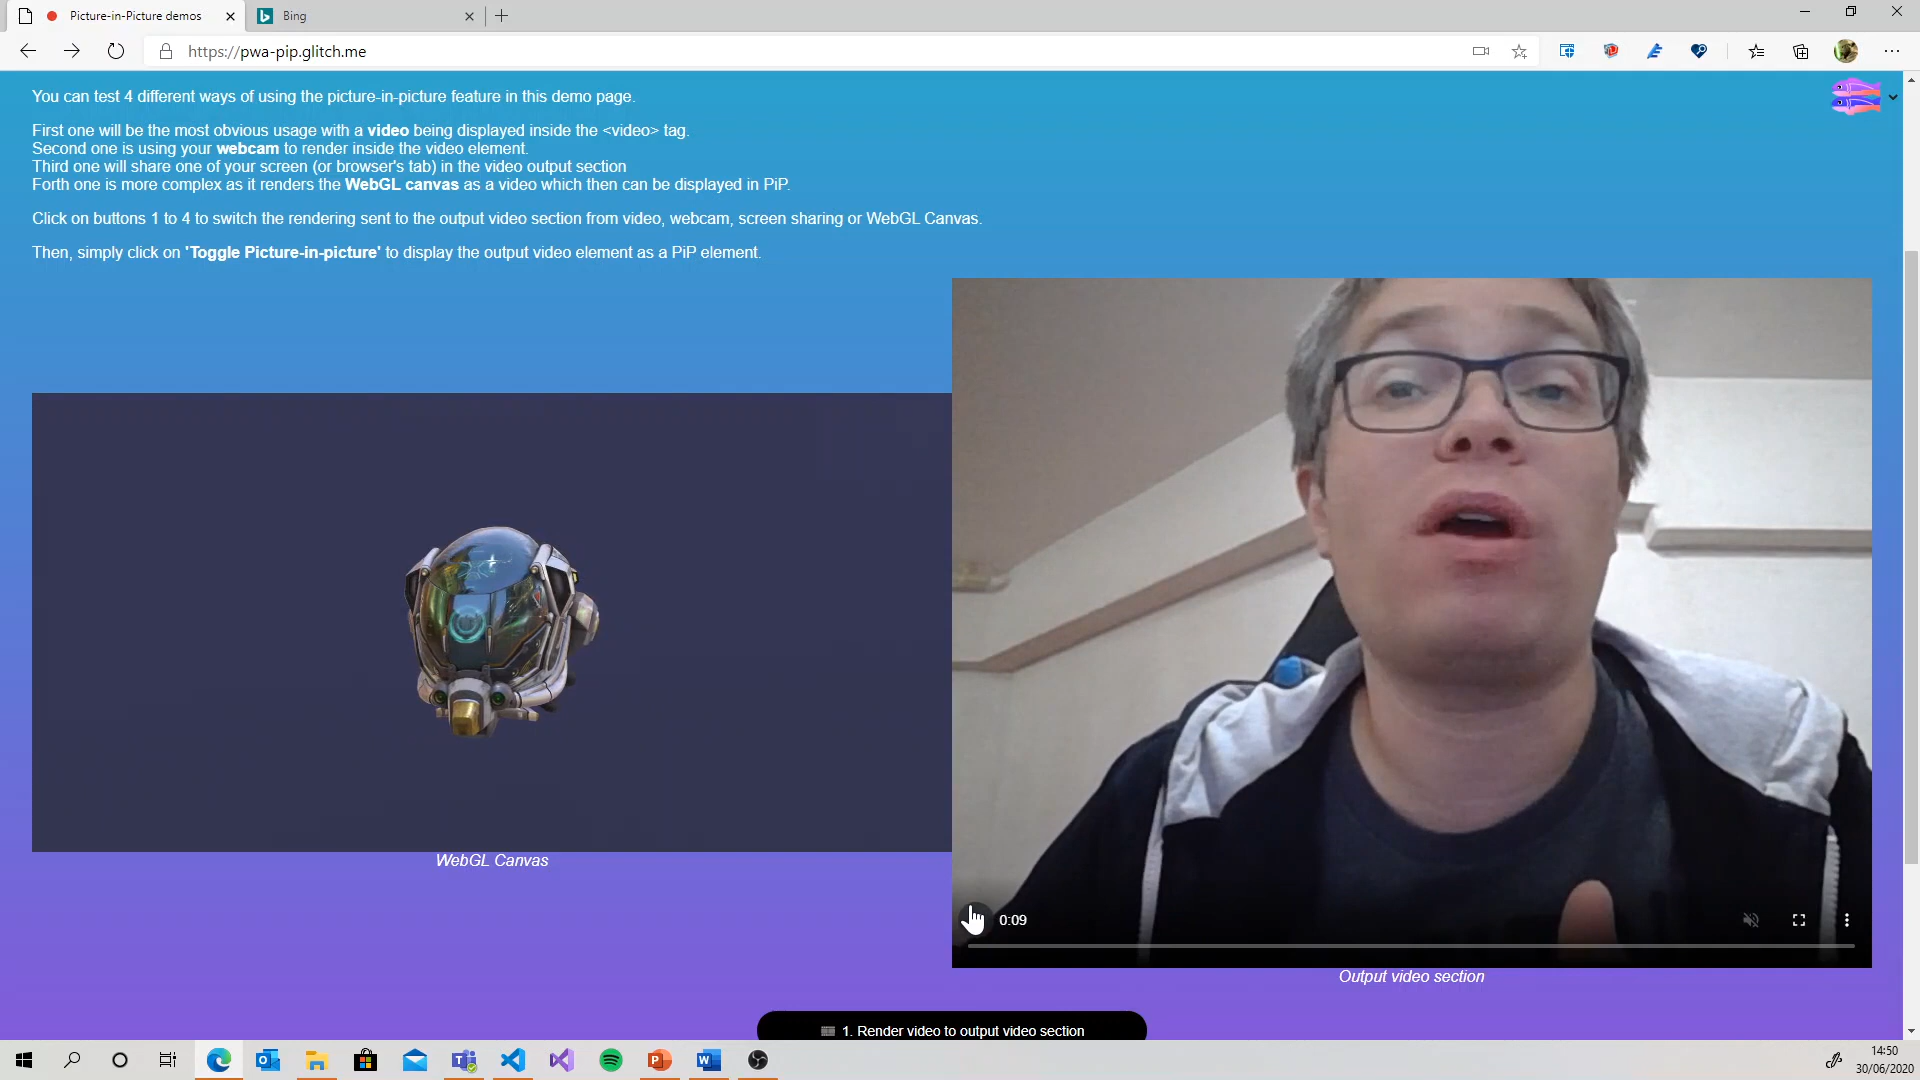 Picture-in-Picture demos
Bing
https://pwa-pip.glitch.me
You can test 4 different ways of using the picture-in-picture feature in this demo page.
First one will be the most obvious usage with a video being displayed inside the <video> tag.
Second one is using your webcam to render inside the video element.
Third one will share one of your screen (or browser's tab) in the video output section
Forth one is more complex as it renders the WebGL canvas as a video which then can be displayed in PiP.
Click on buttons 1 to 4 to switch the rendering sent to the output video section from video, webcam, screen sharing or WebGL Canvas.
Then, simply click on 'Toggle Picture-in-picture' to display the output video element as a PiP element.
WebGL Canvas
0:09
Output video section
1. Render video to output video section
14:50
30/06/2020